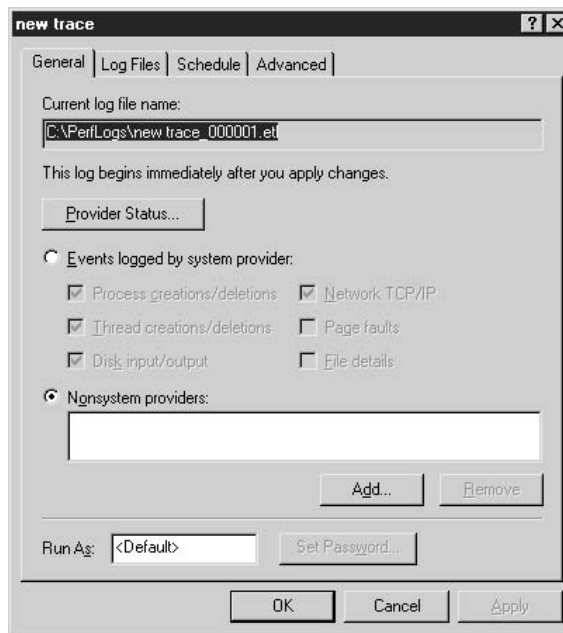 new trace
General Log Files Schedule Advanced
Current log file name:
C:\PerfLogs\new trace_000001.etl
This log begins immediately after you apply changes.
Provider Status...
Events logged by system provider:
Process creations/deletions Network TCP/IP
Thread creations/deletions Page faults
Disk input/output File details
Nonsystem providers:
Add... Remove
Run As: <Default> Set Password...
OK Cancel Apply